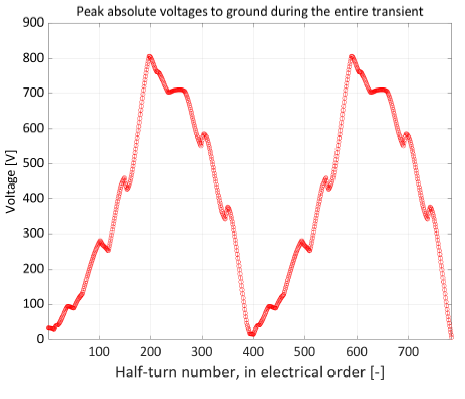 Peak absolute voltages to ground during the entire transient
900
800
700
600
500
400
300
200
100
0
Voltage [V]
100 200 300 400 500 600 700
Half-turn number, in electrical order [-]